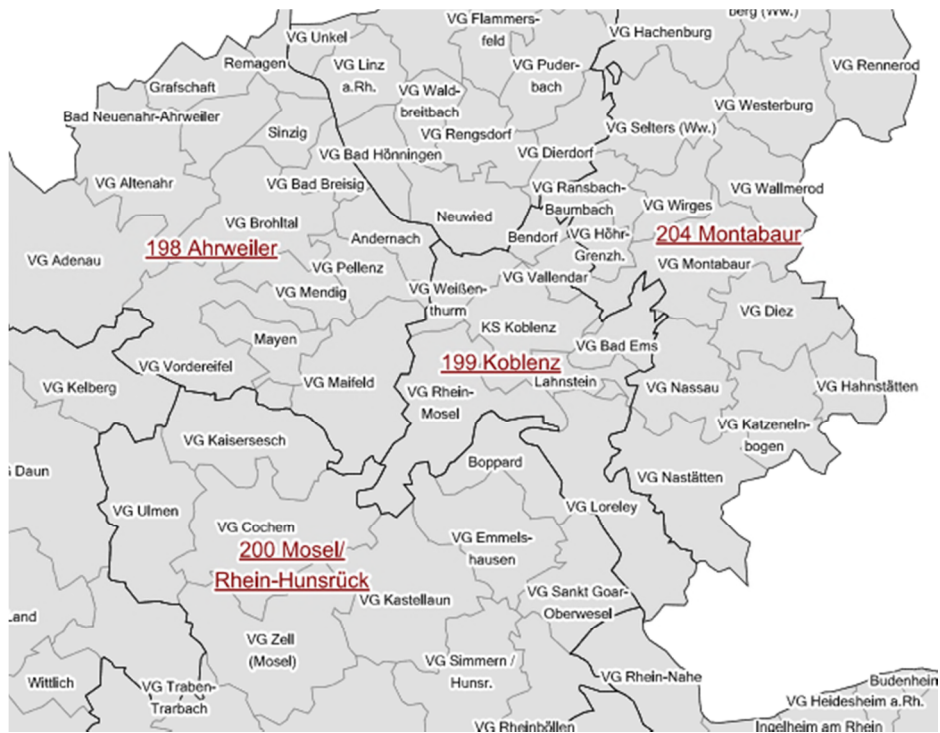 VG Flammers-
feld
berg (Ww.)
VG Unkel
VG Hachenburg
Remagen
VG Linz
a.Rh.
VG Puder-
bach
VG Rennerod
Grafschaft
VG Wald-
breitbach
VG Westerburg
Bad Neuenahr-Ahrweiler
Sinzig
VG Rengsdorf
VG Selters (Ww.)
VG Bad Hönningen
VG Dierdorf
VG Altenahr
VG Bad Breisig
VG Ransbach-
Baumbach
VG Wallmerod
VG Wirges
Neuwied
VG Brohltal
Andernach
Bendorf
VG Höhr-
Grenzh.
204 Montabaur
198 Ahrweiler
VG Adenau
VG Pellenz
VG Montabaur
VG Mendig
VG Weißen-
thurm
VG Vallendar
VG Diez
KS Koblenz
Mayen
VG Bad Ems
VG Vordereifel
199 Koblenz
VG Maifeld
Lahnstein
VG Kelberg
VG Rhein-
Mosel
VG Nassau
VG Hahnstätten
VG Katzeneln-
bogen
VG Kaisersesch
Boppard
Daun
VG Nastätten
VG Ulmen
VG Loreley
VG Cochem
VG Emmels-
hausen
200 Mosel/
Rhein-Hunsrück
VG Kastellaun
VG Sankt Goar-
Oberwesel
Land
VG Zell
(Mosel)
VG Simmern /
Hunsr.
VG Rhein-Nahe
Wittlich
VG Traben-
Trarbach
Budenheim
VG Heidesheim a.Rh.
VG Rheinböllen
Ingelheim am Rhein